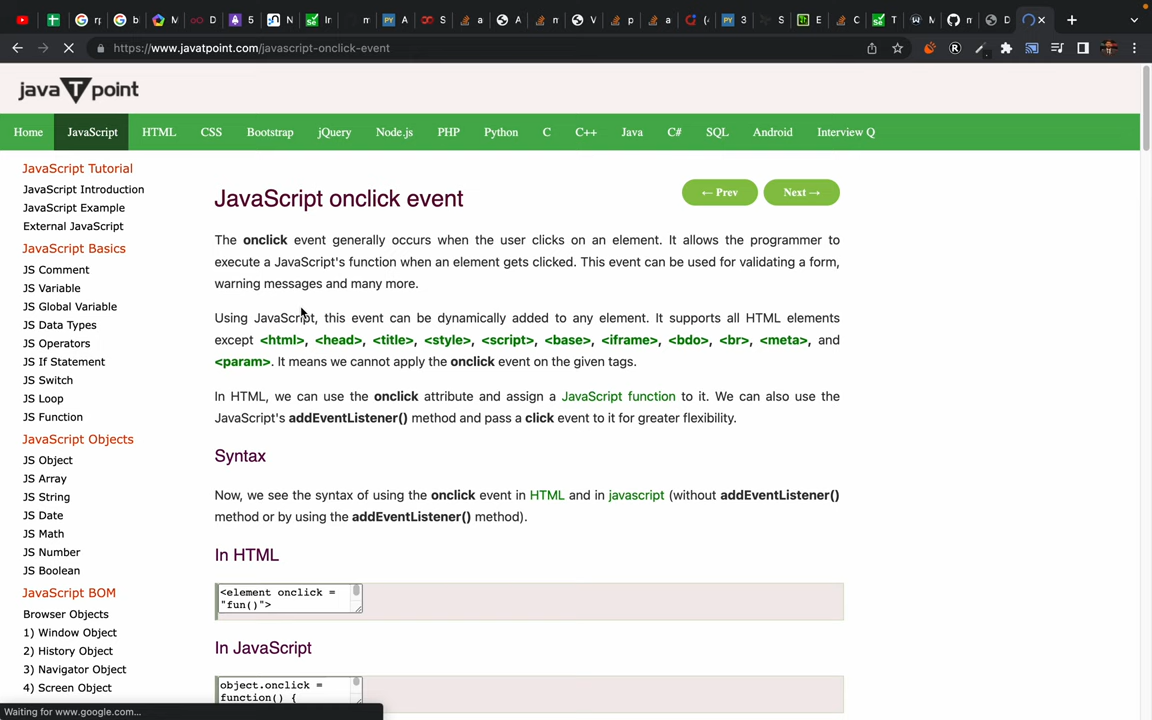 https://www.javatpoint.com/javascript-onclick-event
java T point
Home JavaScript HTML CSS Bootstrap jQuery Node.js PHP Python C C++ Java C# SQL Android Interview Q
JavaScript Tutorial
JavaScript Introduction
JavaScript Example
External JavaScript
JavaScript Basics
JS Comment
JS Variable
JS Global Variable
JS Data Types
JS Operators
JS If Statement
JS Switch
JS Loop
JS Function
JavaScript Objects
JS Object
JS Array
JS String
JS Date
JS Math
JS Number
JS Boolean
JavaScript BOM
Browser Objects
1) Window Object
2) History Object
3) Navigator Object
4) Screen Object
JavaScript onclick event
← Prev Next →
The onclick event generally occurs when the user clicks on an element. It allows the programmer to
execute a JavaScript's function when an element gets clicked. This event can be used for validating a form,
warning messages and many more.
Using JavaScript, this event can be dynamically added to any element. It supports all HTML elements
except <html>, <head>, <title>, <style>, <script>, <base>, <iframe>, <bdo>, <br>, <meta>, and
<param>. It means we cannot apply the onclick event on the given tags.
In HTML, we can use the onclick attribute and assign a JavaScript function to it. We can also use the
JavaScript's addEventListener() method and pass a click event to it for greater flexibility.
Syntax
Now, we see the syntax of using the onclick event in HTML and in javascript (without addEventListener()
method or by using the addEventListener() method).
In HTML
<element onclick =
"fun()">
In JavaScript
object.onclick =
function() {
Waiting for www.google.com...